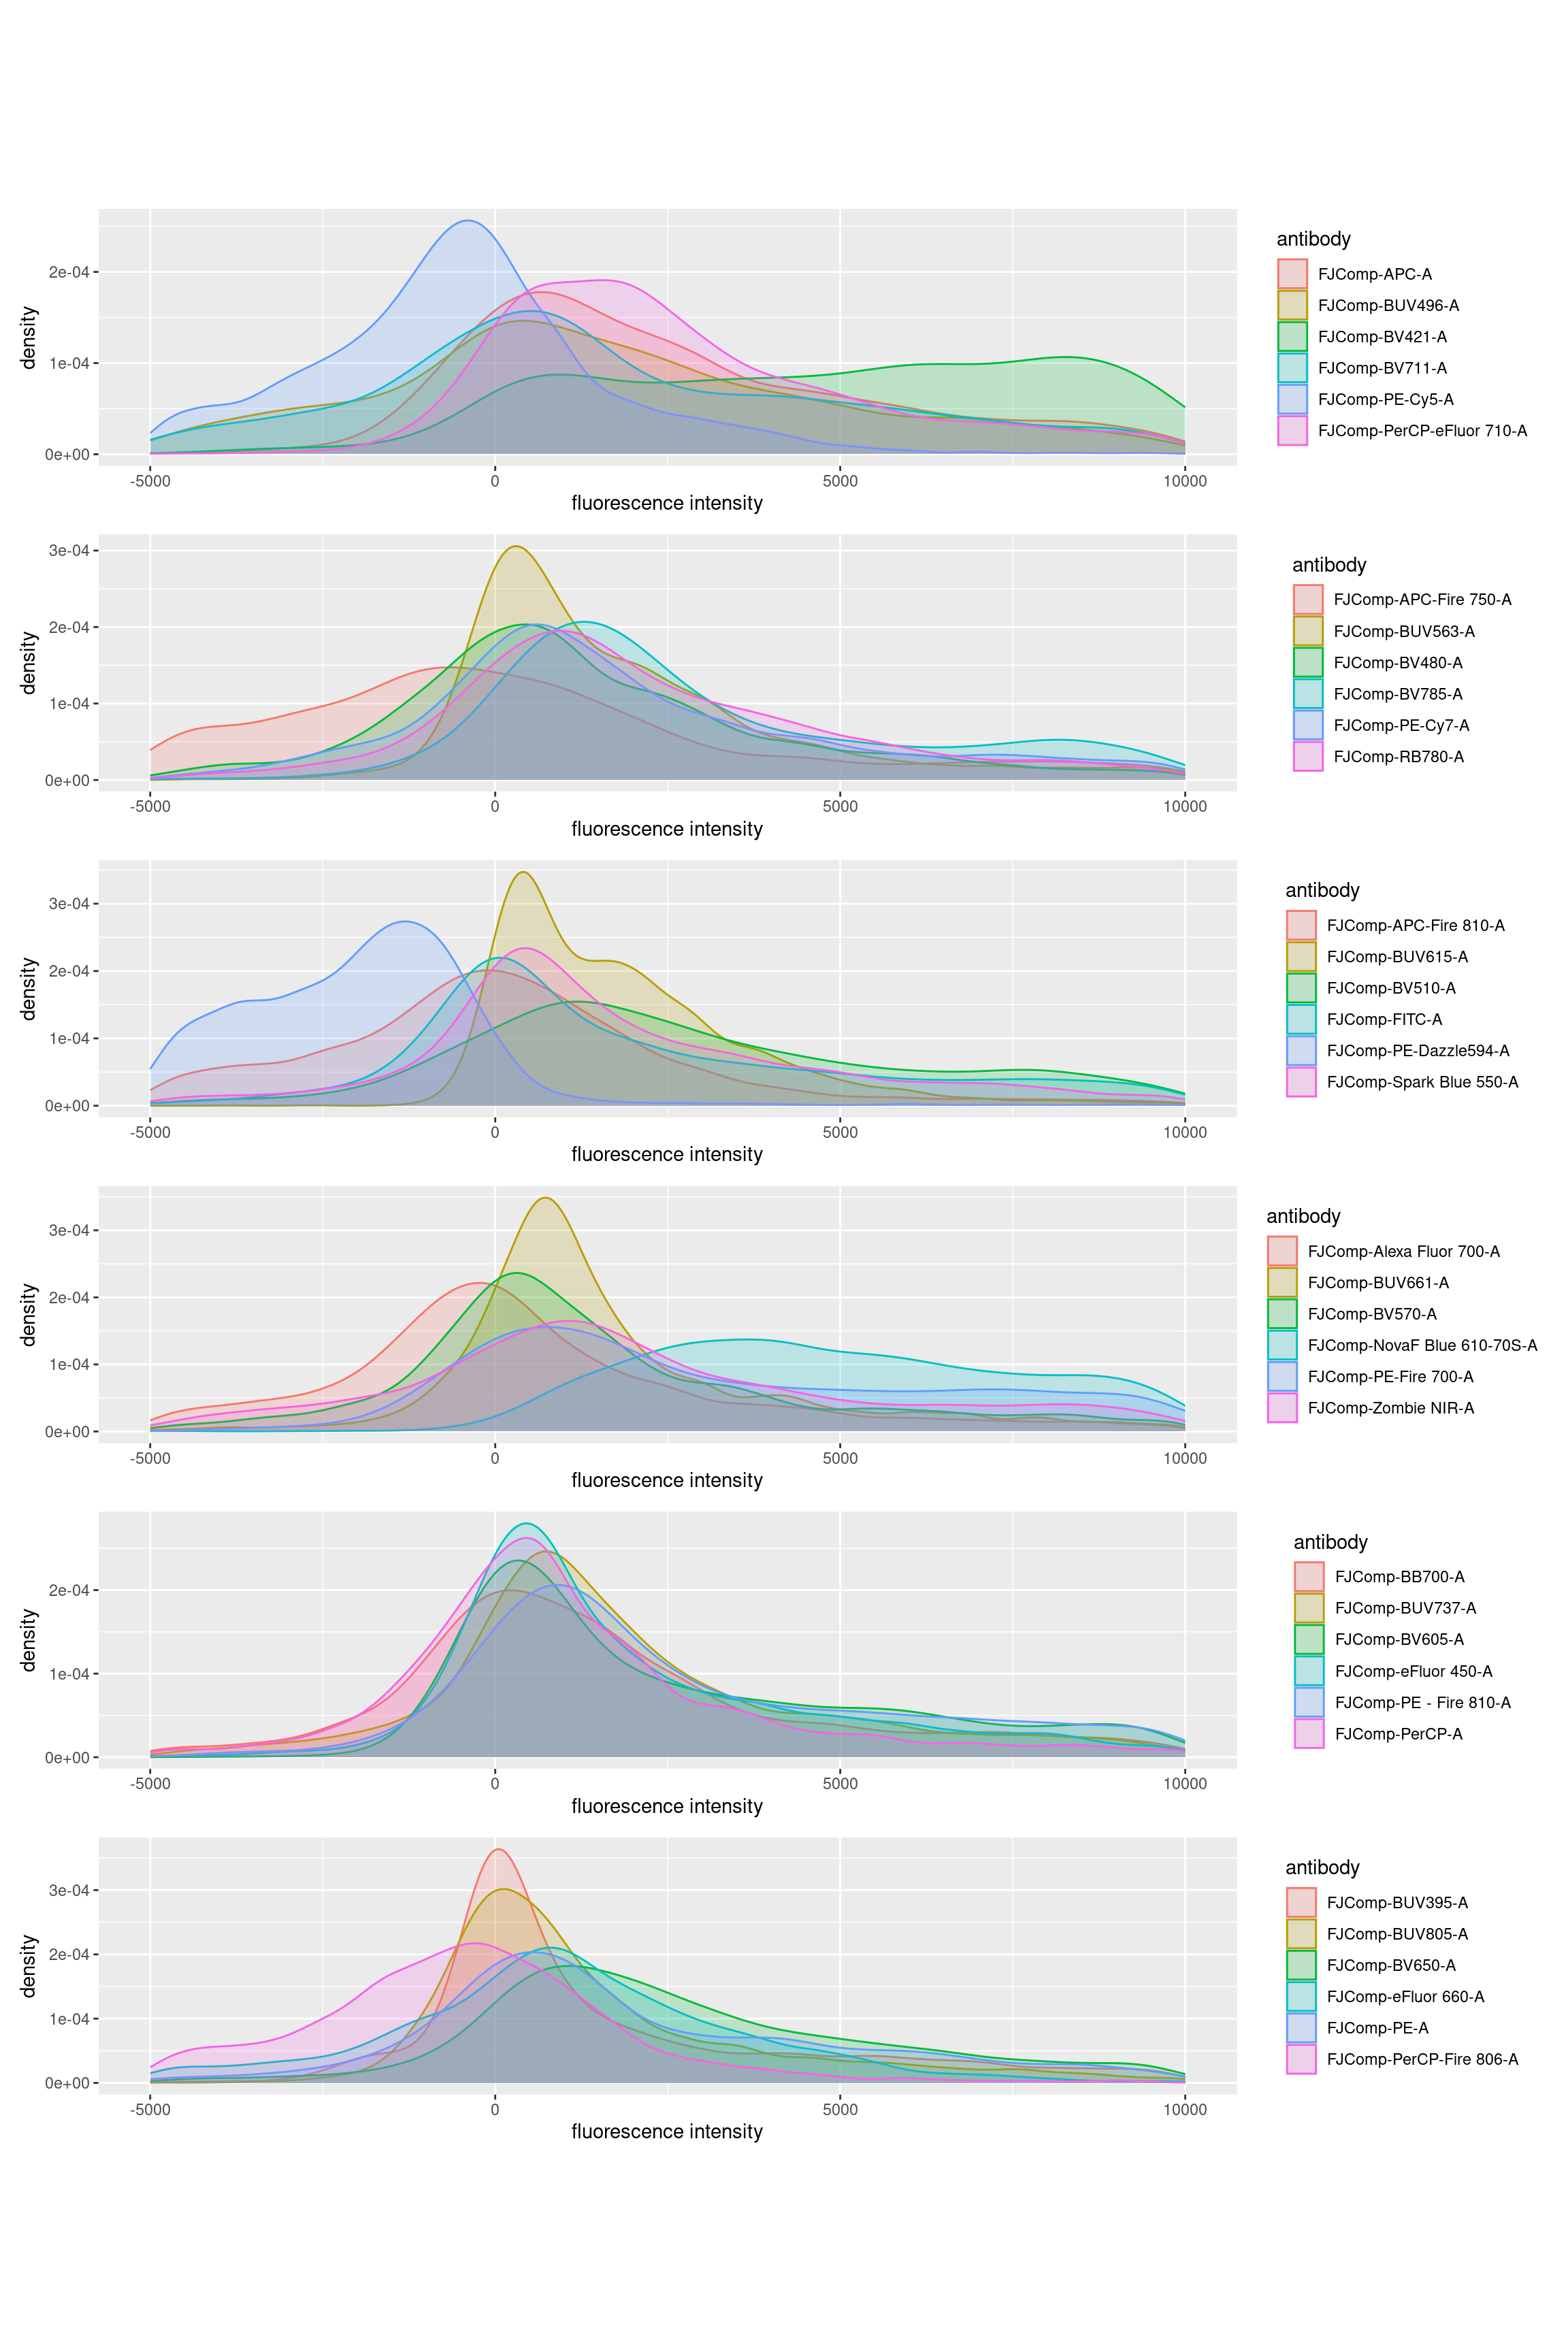 antibody
FJComp-APC-A
FJComp-BUV496-A
FJComp-BV421-A
FJComp-BV711-A
FJComp-PE-Cy5-A
FJComp-PerCP-eFluor 710-A
density
2e-04
1e-04
0e+00
-5000 0 5000 10000
fluorescence intensity
antibody
FJComp-APC-Fire 750-A
FJComp-BUV563-A
FJComp-BV480-A
FJComp-BV785-A
FJComp-PE-Cy7-A
FJComp-RB780-A
density
3e-04
2e-04
1e-04
0e+00
-5000 0 5000 10000
fluorescence intensity
antibody
FJComp-APC-Fire 810-A
FJComp-BUV615-A
FJComp-BV510-A
FJComp-FITC-A
FJComp-PE-Dazzle594-A
FJComp-Spark Blue 550-A
density
3e-04
2e-04
1e-04
0e+00
-5000 0 5000 10000
fluorescence intensity
antibody
FJComp-Alexa Fluor 700-A
FJComp-BUV661-A
FJComp-BV570-A
FJComp-NovaF Blue 610-70S-A
FJComp-PE-Fire 700-A
FJComp-Zombie NIR-A
density
3e-04
2e-04
1e-04
0e+00
-5000 0 5000 10000
fluorescence intensity
antibody
FJComp-BB700-A
FJComp-BUV737-A
FJComp-BV605-A
FJComp-eFluor 450-A
FJComp-PE - Fire 810-A
FJComp-PerCP-A
density
2e-04
1e-04
0e+00
-5000 0 5000 10000
fluorescence intensity
antibody
FJComp-BUV395-A
FJComp-BUV805-A
FJComp-BV650-A
FJComp-eFluor 660-A
FJComp-PE-A
FJComp-PerCP-Fire 806-A
density
3e-04
2e-04
1e-04
0e+00
-5000 0 5000 10000
fluorescence intensity